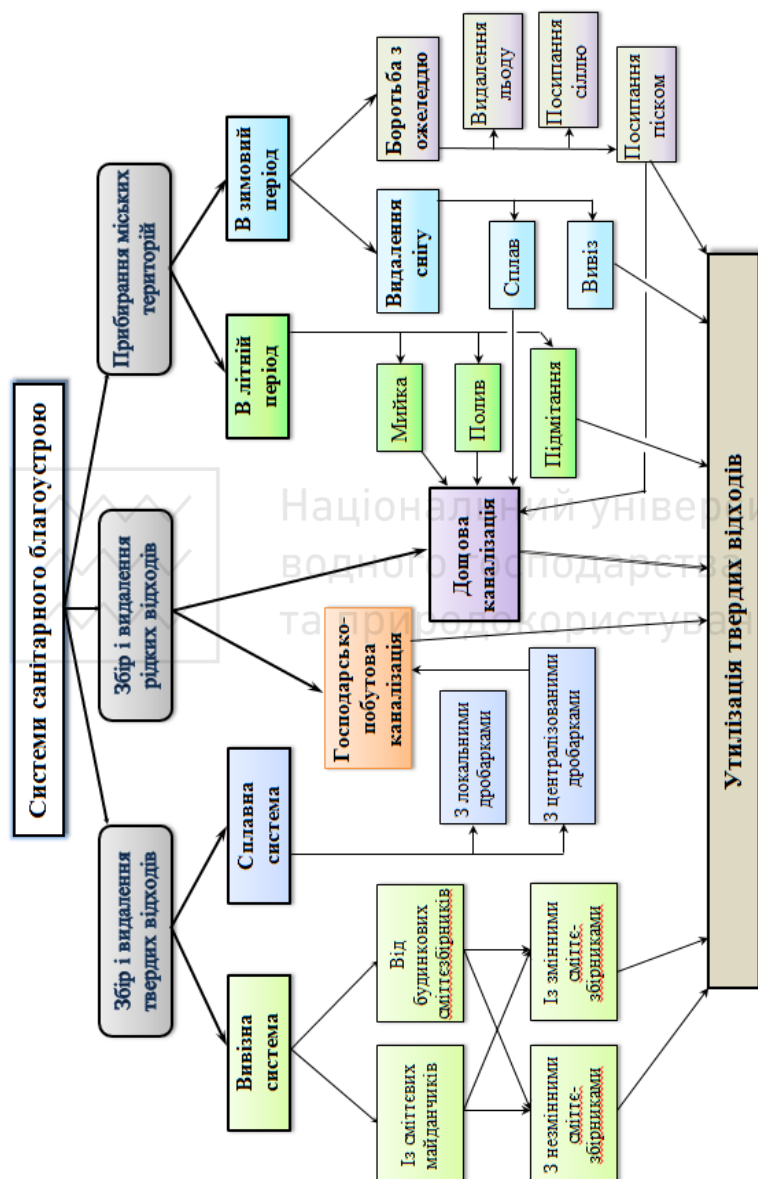 Системи санітарного благоустрою
Збір і видалення
твердих відходів
Збір і видалення
рідких відходів
Прибирання міських
територій
Вивізна
система
Сплавна
система
В літній
період
В зимовий
період
Господарсько-
побутова
каналізація
Дощова
каналізація
Із сміттєвих
майданчиків
Від
будинкових
сміттєзбірників
З незмінними
сміттє-
збірниками
Із змінними
сміттє-
збірниками
З локальними
дробарками
З централізованими
дробарками
Мийка
Полив
Підмітання
Видалення
снігу
Сплав
Вивіз
Боротьба з
ожеледдю
Видалення
льоду
Посипання
сіллю
Посипання
піском
Утилізація твердих відходів
Національний універси
водного господарства
та природокористуван